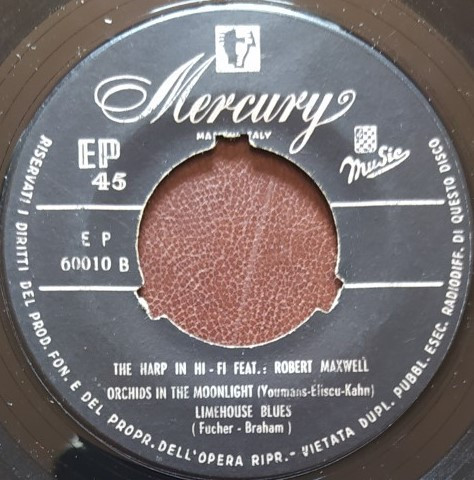 Mercury
MADE IN ITALY
EP
45
Music
E P
60010 B
THE HARP IN HI-FI FEAT.: ROBERT MAXWELL
ORCHIDS IN THE MOONLIGHT (Youmans-Eliscu-Kahn)
LIMEHOUSE BLUES
(Fucher-Braham)
RISERVATI I DIRITTI DEL PROD. FON. E DEL PROPR. DELL'OPERA RIPR. - VIETATA DUPL. PUBBL. ESEC. RADIODIFF. DI QUESTO DISCO